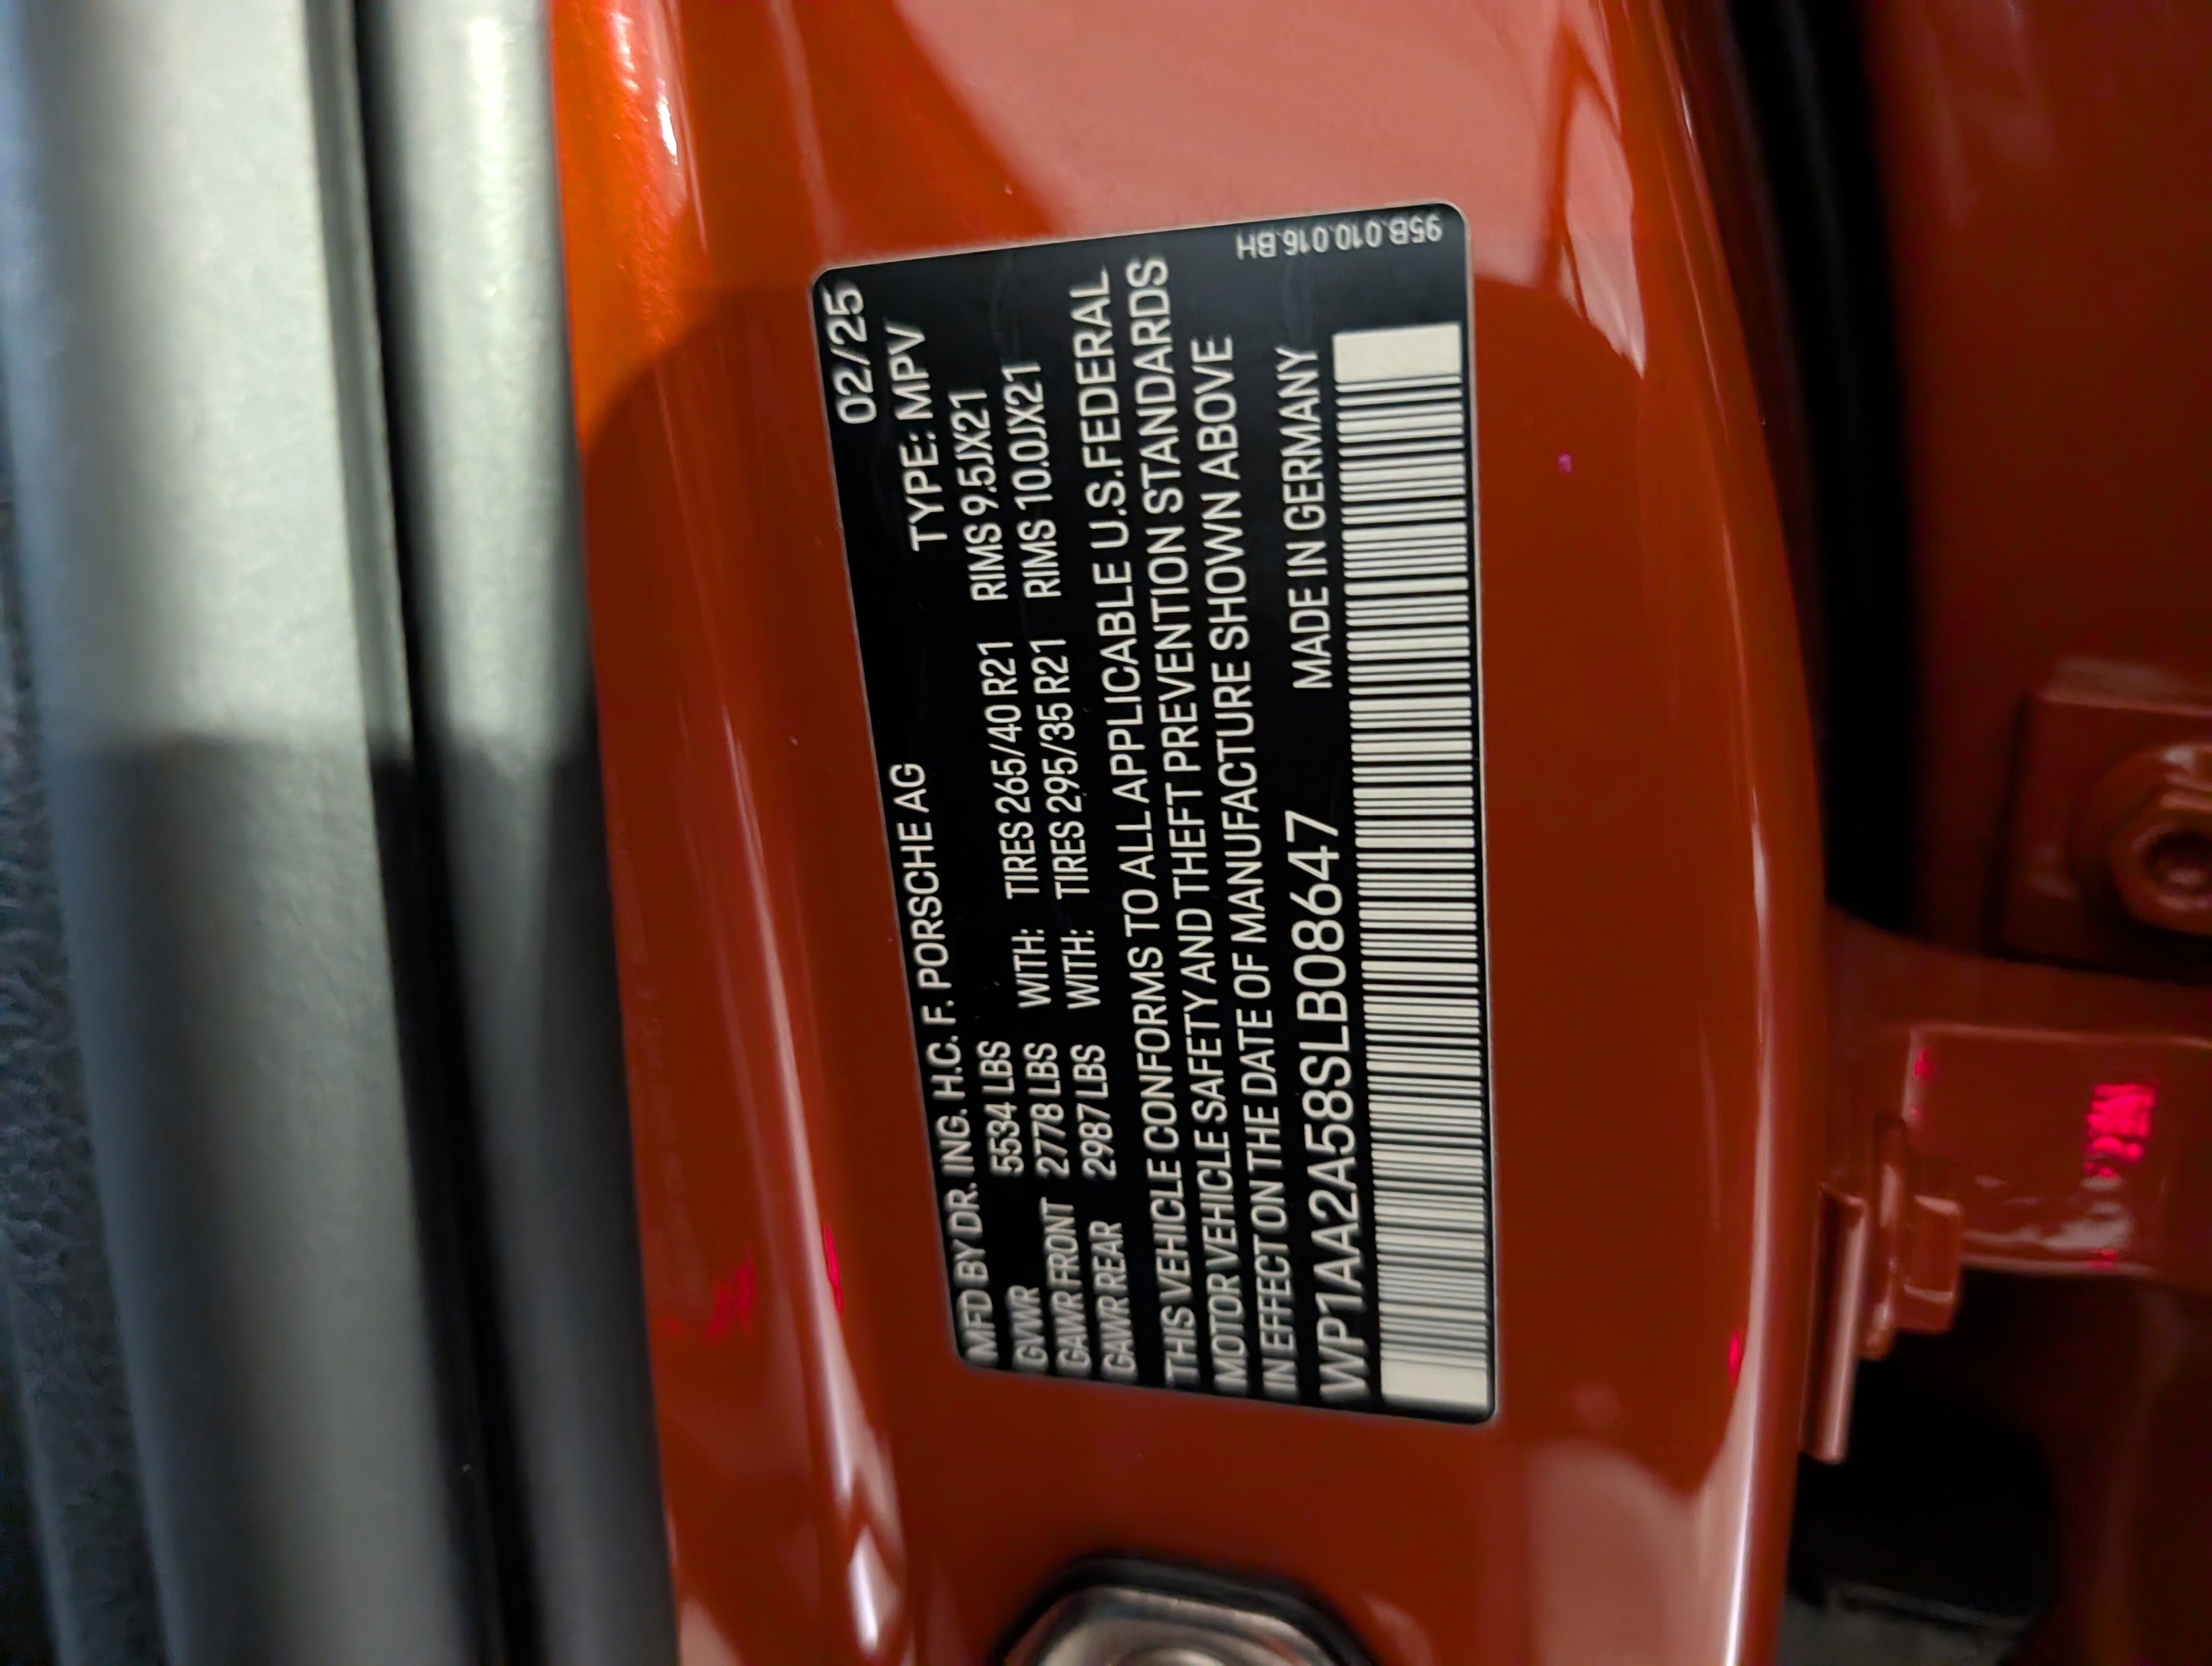 02/25
MFD BY DR. ING. H.C. F. PORSCHE AG TYPE: MPV
GVWR 5534 LBS WITH: TIRES 265/40 R21 RIMS 9.5JX21
GAWR FRONT 2778 LBS WITH: TIRES 295/35 R21 RIMS 10.0JX21
GAWR REAR 2987 LBS
THIS VEHICLE CONFORMS TO ALL APPLICABLE U.S.FEDERAL
MOTOR VEHICLE SAFETY AND THEFT PREVENTION STANDARDS
IN EFFECT ON THE DATE OF MANUFACTURE SHOWN ABOVE
WP1AA2A58SLB08647 MADE IN GERMANY
95B.010.016.BH